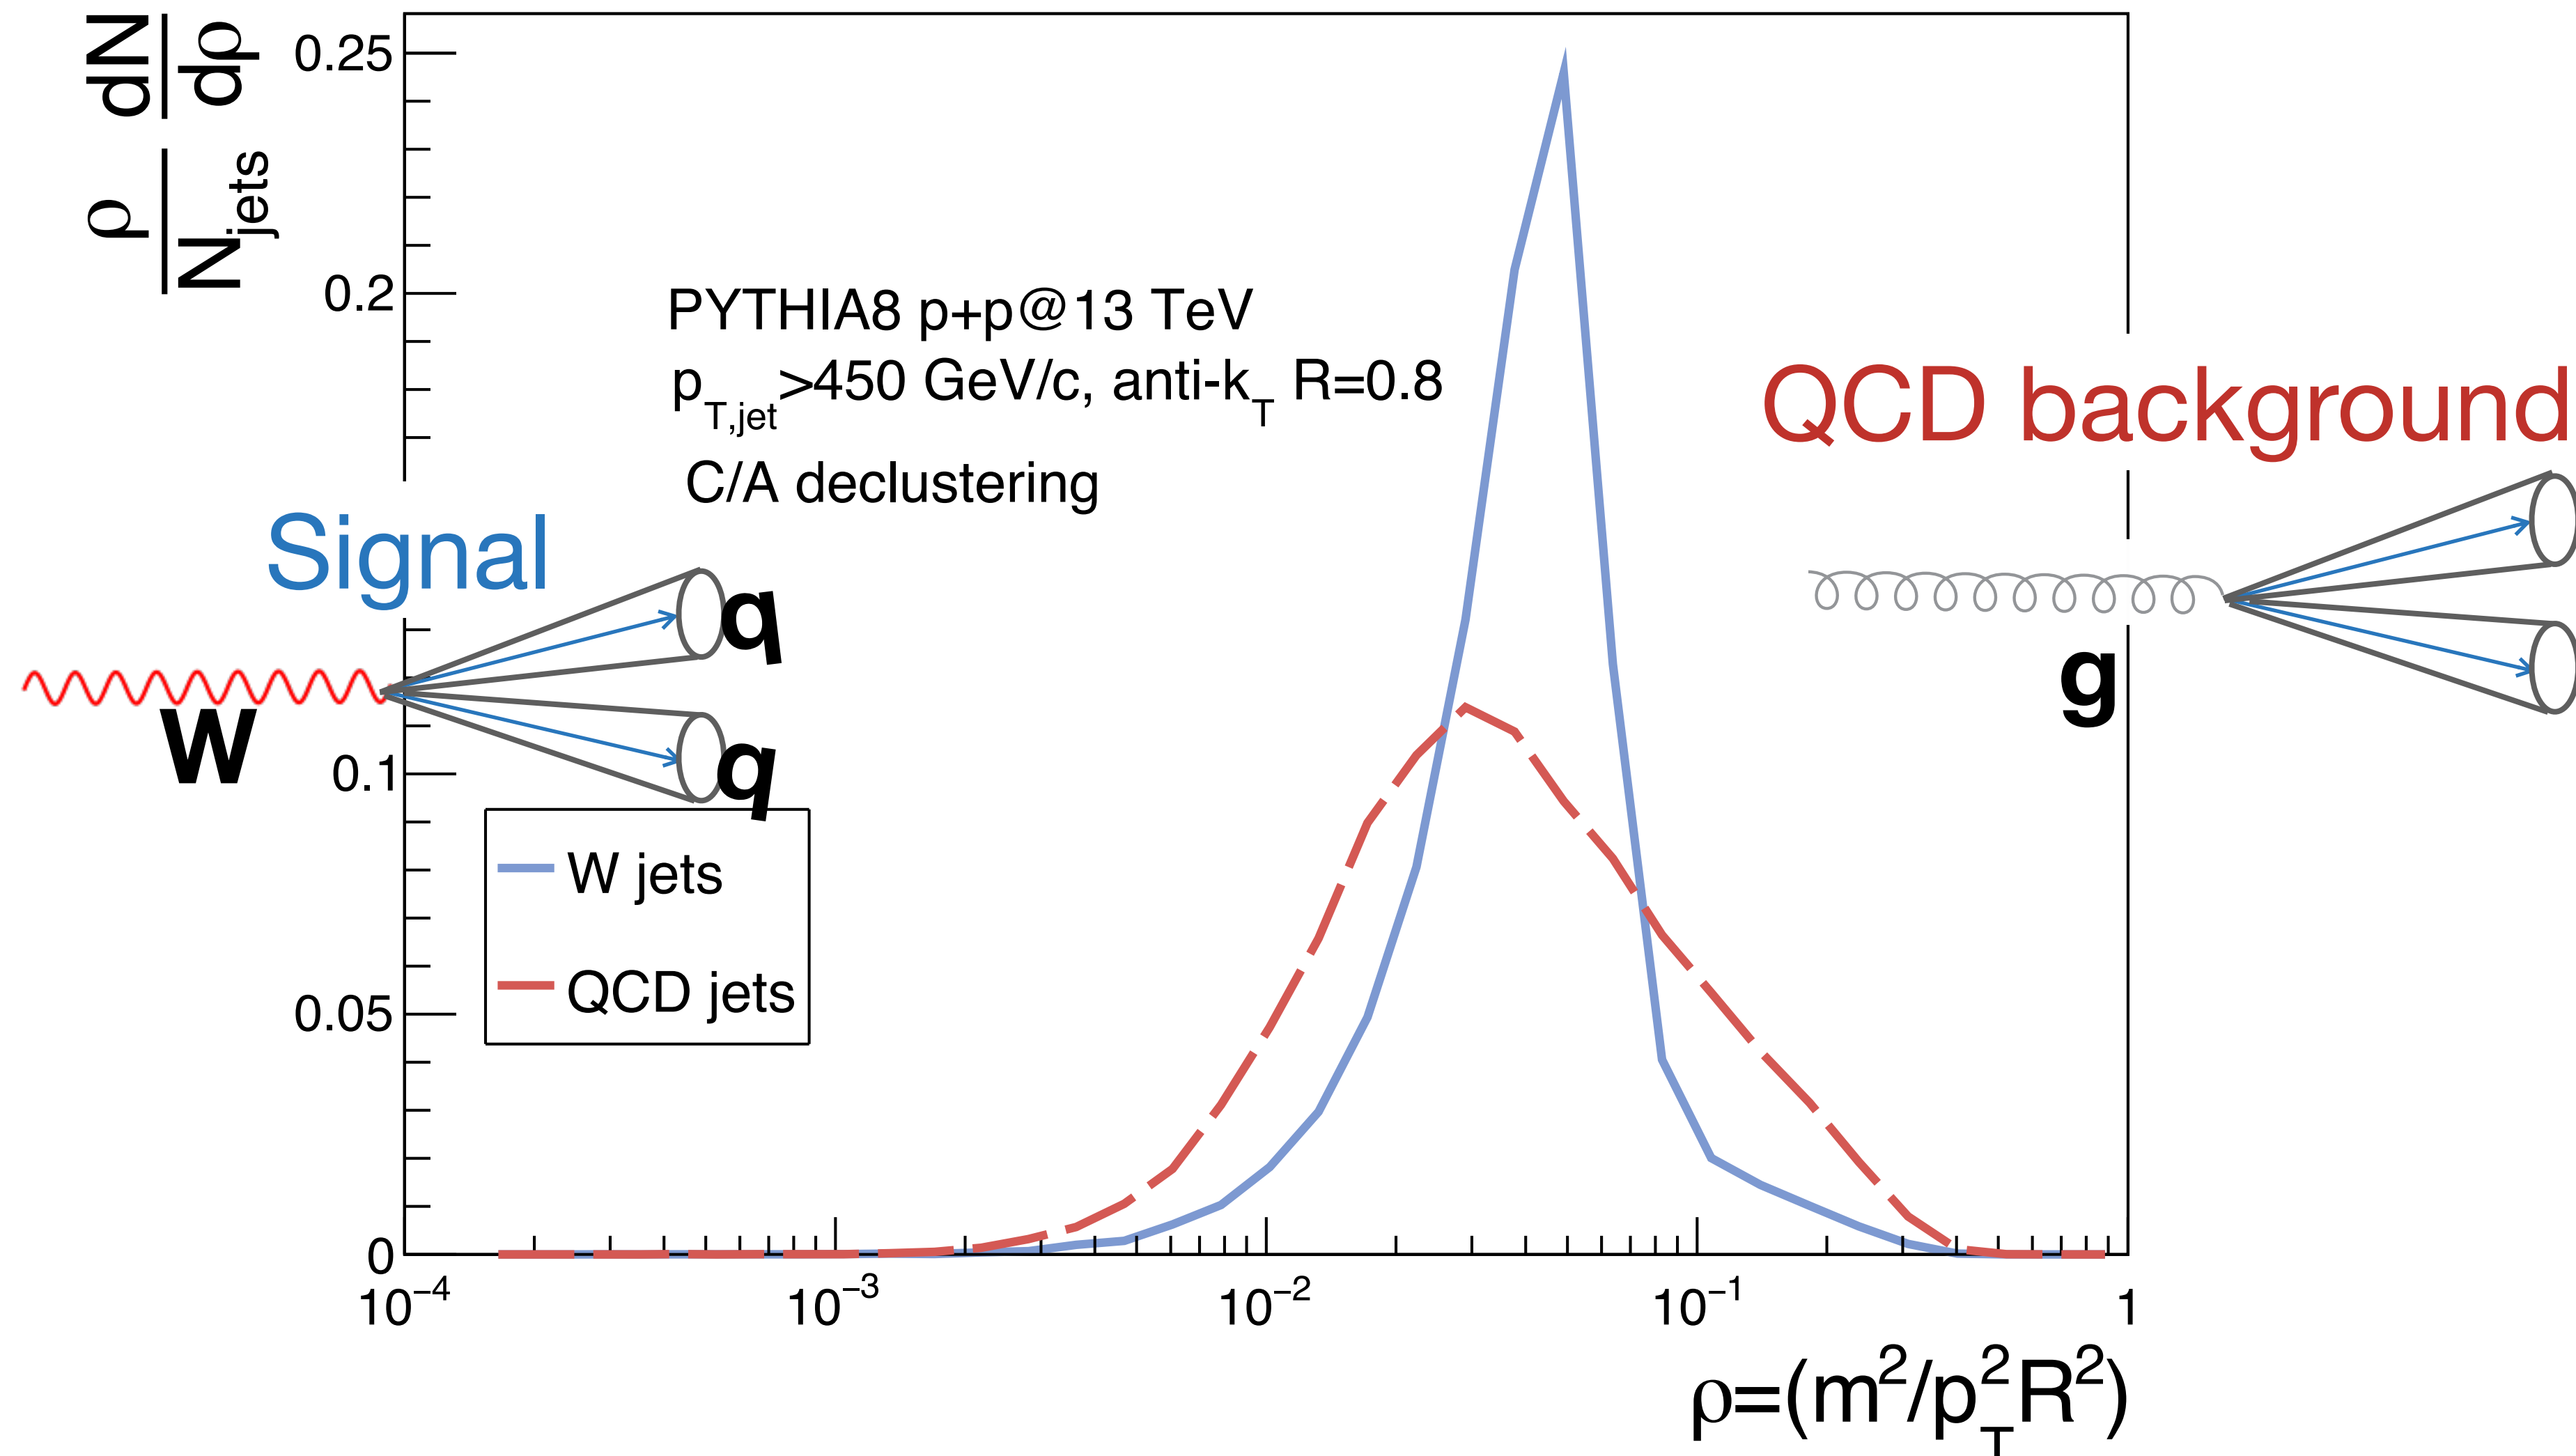 ρ/N_jets dN/dρ
0.25
0.2
PYTHIA8 p+p@13 TeV
p_T,jet>450 GeV/c, anti-k_T R=0.8
C/A declustering
QCD background
Signal
q
W
q
g
0.1
W jets
QCD jets
0.05
0
10⁻⁴ 10⁻³ 10⁻² 10⁻¹ 1
ρ=(m²/p_T²R²)